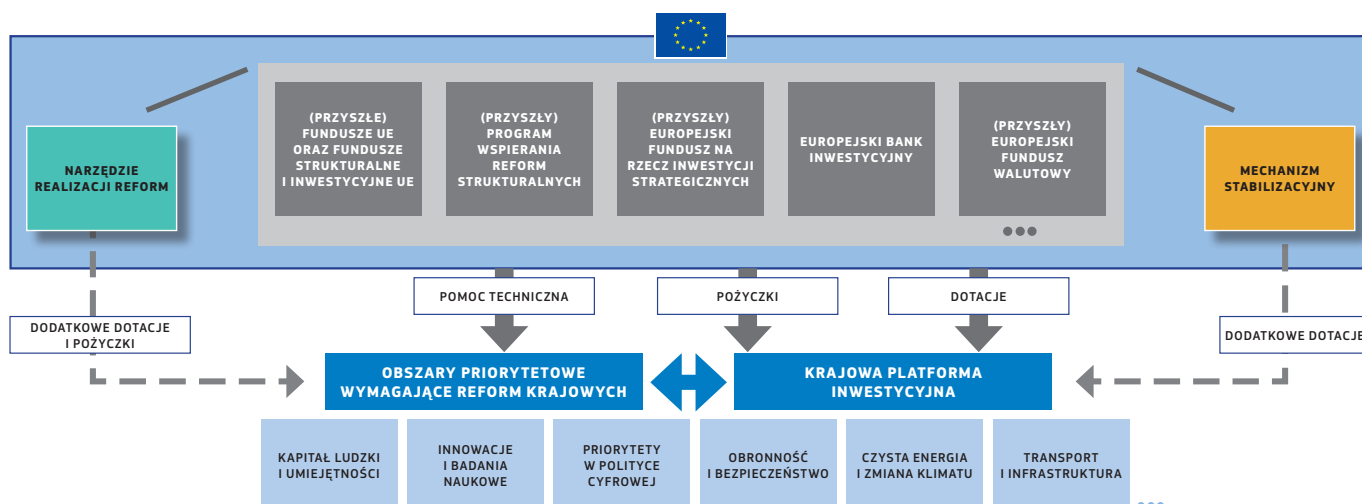 NARZĘDZIE
REALIZACJI REFORM
(PRZYSZŁE)
FUNDUSZE UE
ORAZ FUNDUSZE
STRUKTURALNE
I INWESTYCYJNE UE
(PRZYSZŁY)
PROGRAM
WSPIERANIA
REFORM
STRUKTURALNYCH
(PRZYSZŁY)
EUROPEJSKI
FUNDUSZ NA
RZECZ INWESTYCJI
STRATEGICZNYCH
EUROPEJSKI BANK
INWESTYCYJNY
(PRZYSZŁY)
EUROPEJSKI
FUNDUSZ
WALUTOWY
MECHANIZM
STABILIZACYJNY
POMOC TECHNICZNA
POŻYCZKI
DOTACJE
DODATKOWE DOTACJE
I POŻYCZKI
DODATKOWE DOTACJE
OBSZARY PRIORYTETOWE
WYMAGAJĄCE REFORM KRAJOWYCH
KRAJOWA PLATFORMA
INWESTYCYJNA
KAPITAŁ LUDZKI
I UMIEJĘTNOŚCI
INNOWACJE
I BADANIA
NAUKOWE
PRIORYTETY
W POLITYCE
CYFROWEJ
OBRONNOŚĆ
I BEZPIECZEŃSTWO
CZYSTA ENERGIA
I ZMIANA KLIMATU
TRANSPORT
I INFRASTRUKTURA